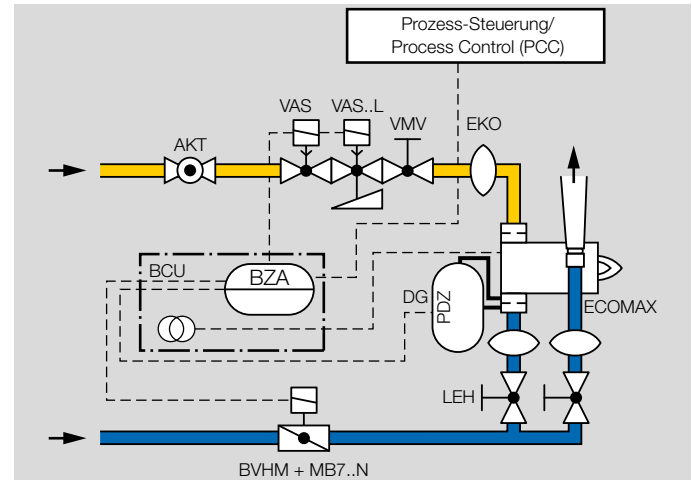 Prozess-Steuerung/
Process Control (PCC)
VAS
VAS..L
VMV
EKO
AKT
BCU
BZA
DG
PDZ
ECOMAX
LEH
BVHM + MB7..N